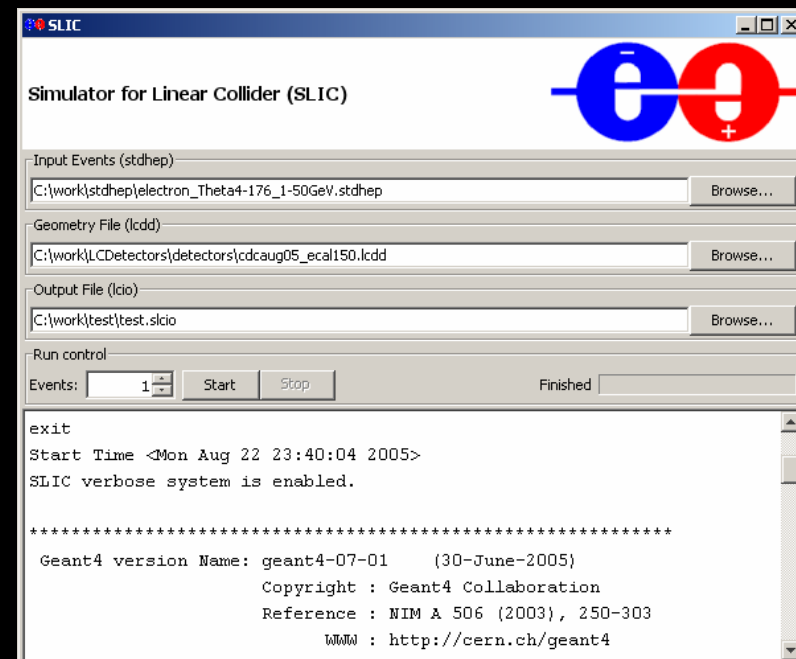 SLIC
Simulator for Linear Collider (SLIC)
Input Events (stdhep)
C:\work\stdhep\electron_Theta4-176_1-50GeV.stdhep Browse...
Geometry File (lcdd)
C:\work\LCDetectors\detectors\cdcaug05_ecal150.lcdd Browse...
Output File (lcio)
C:\work\test\test.slcio Browse...
Run control
Events: 1 Start Stop Finished
exit
Start Time <Mon Aug 22 23:40:04 2005>
SLIC verbose system is enabled.
*************************************************************
Geant4 version Name: geant4-07-01 (30-June-2005)
Copyright : Geant4 Collaboration
Reference : NIM A 506 (2003), 250-303
WWW : http://cern.ch/geant4